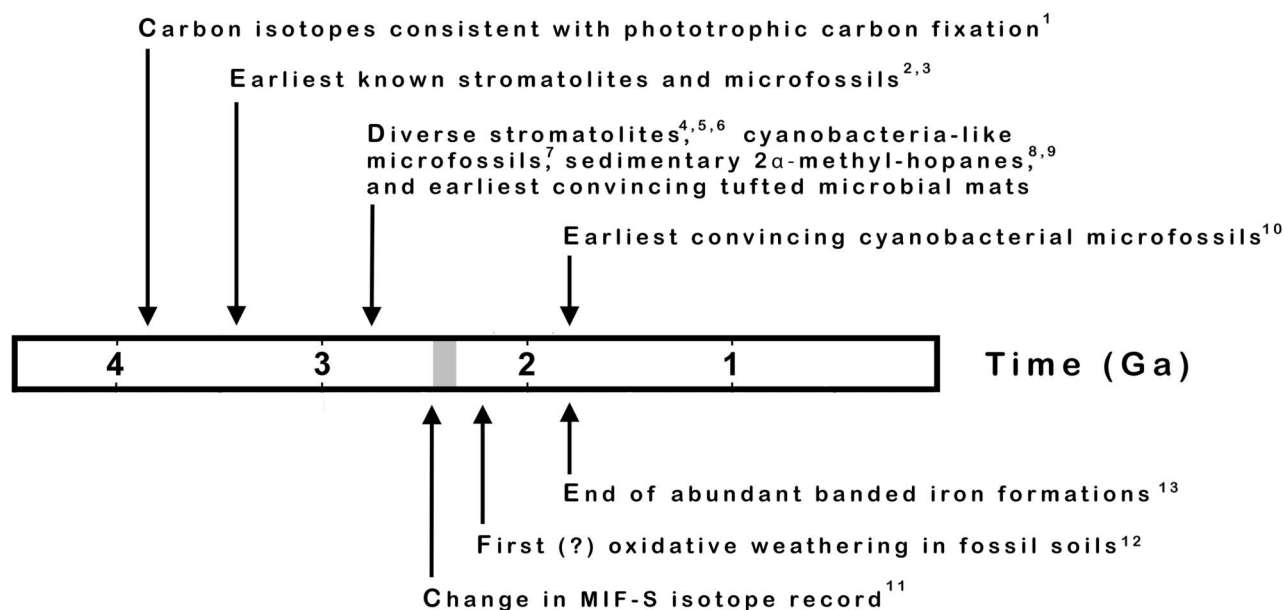 Carbon isotopes consistent with phototrophic carbon fixation¹
Earliest known stromatolites and microfossils²,³
Diverse stromatolites,⁴,⁵,⁶ cyanobacteria-like
microfossils,⁷ sedimentary 2α-methyl-hopanes,⁸,⁹
and earliest convincing tufted microbial mats
Earliest convincing cyanobacterial microfossils¹⁰
4 3 2 1 Time (Ga)
End of abundant banded iron formations ¹³
First (?) oxidative weathering in fossil soils¹²
Change in MIF-S isotope record¹¹